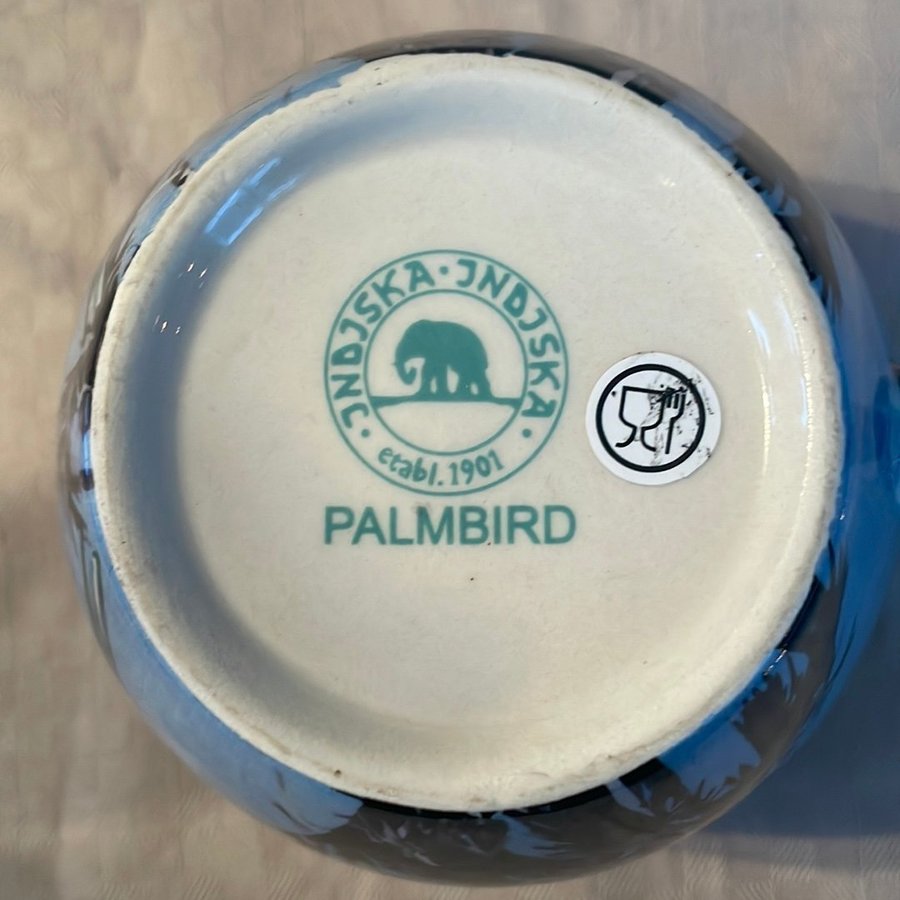 JNDJSKA · JNDJSKA
etabl. 1901
PALMBIRD